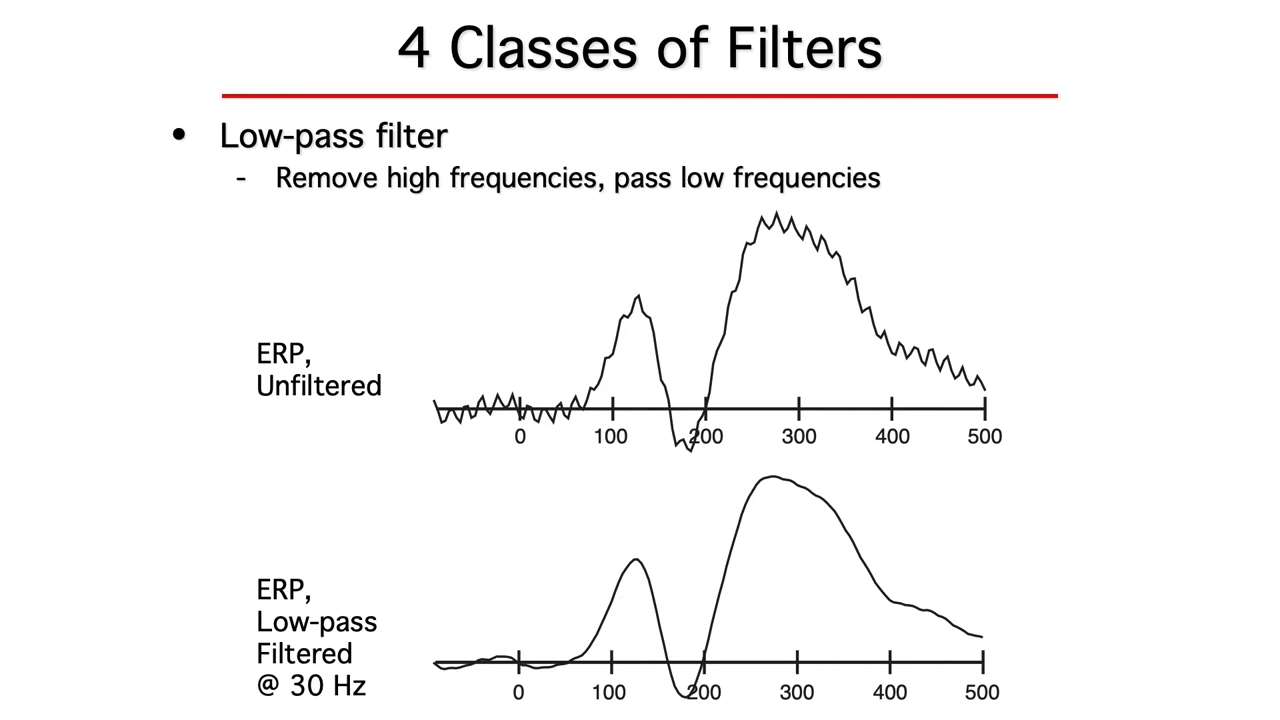 4 Classes of Filters
• Low-pass filter
- Remove high frequencies, pass low frequencies
ERP,
Unfiltered
0 100 200 300 400 500
ERP,
Low-pass
Filtered
@ 30 Hz
0 100 200 300 400 500